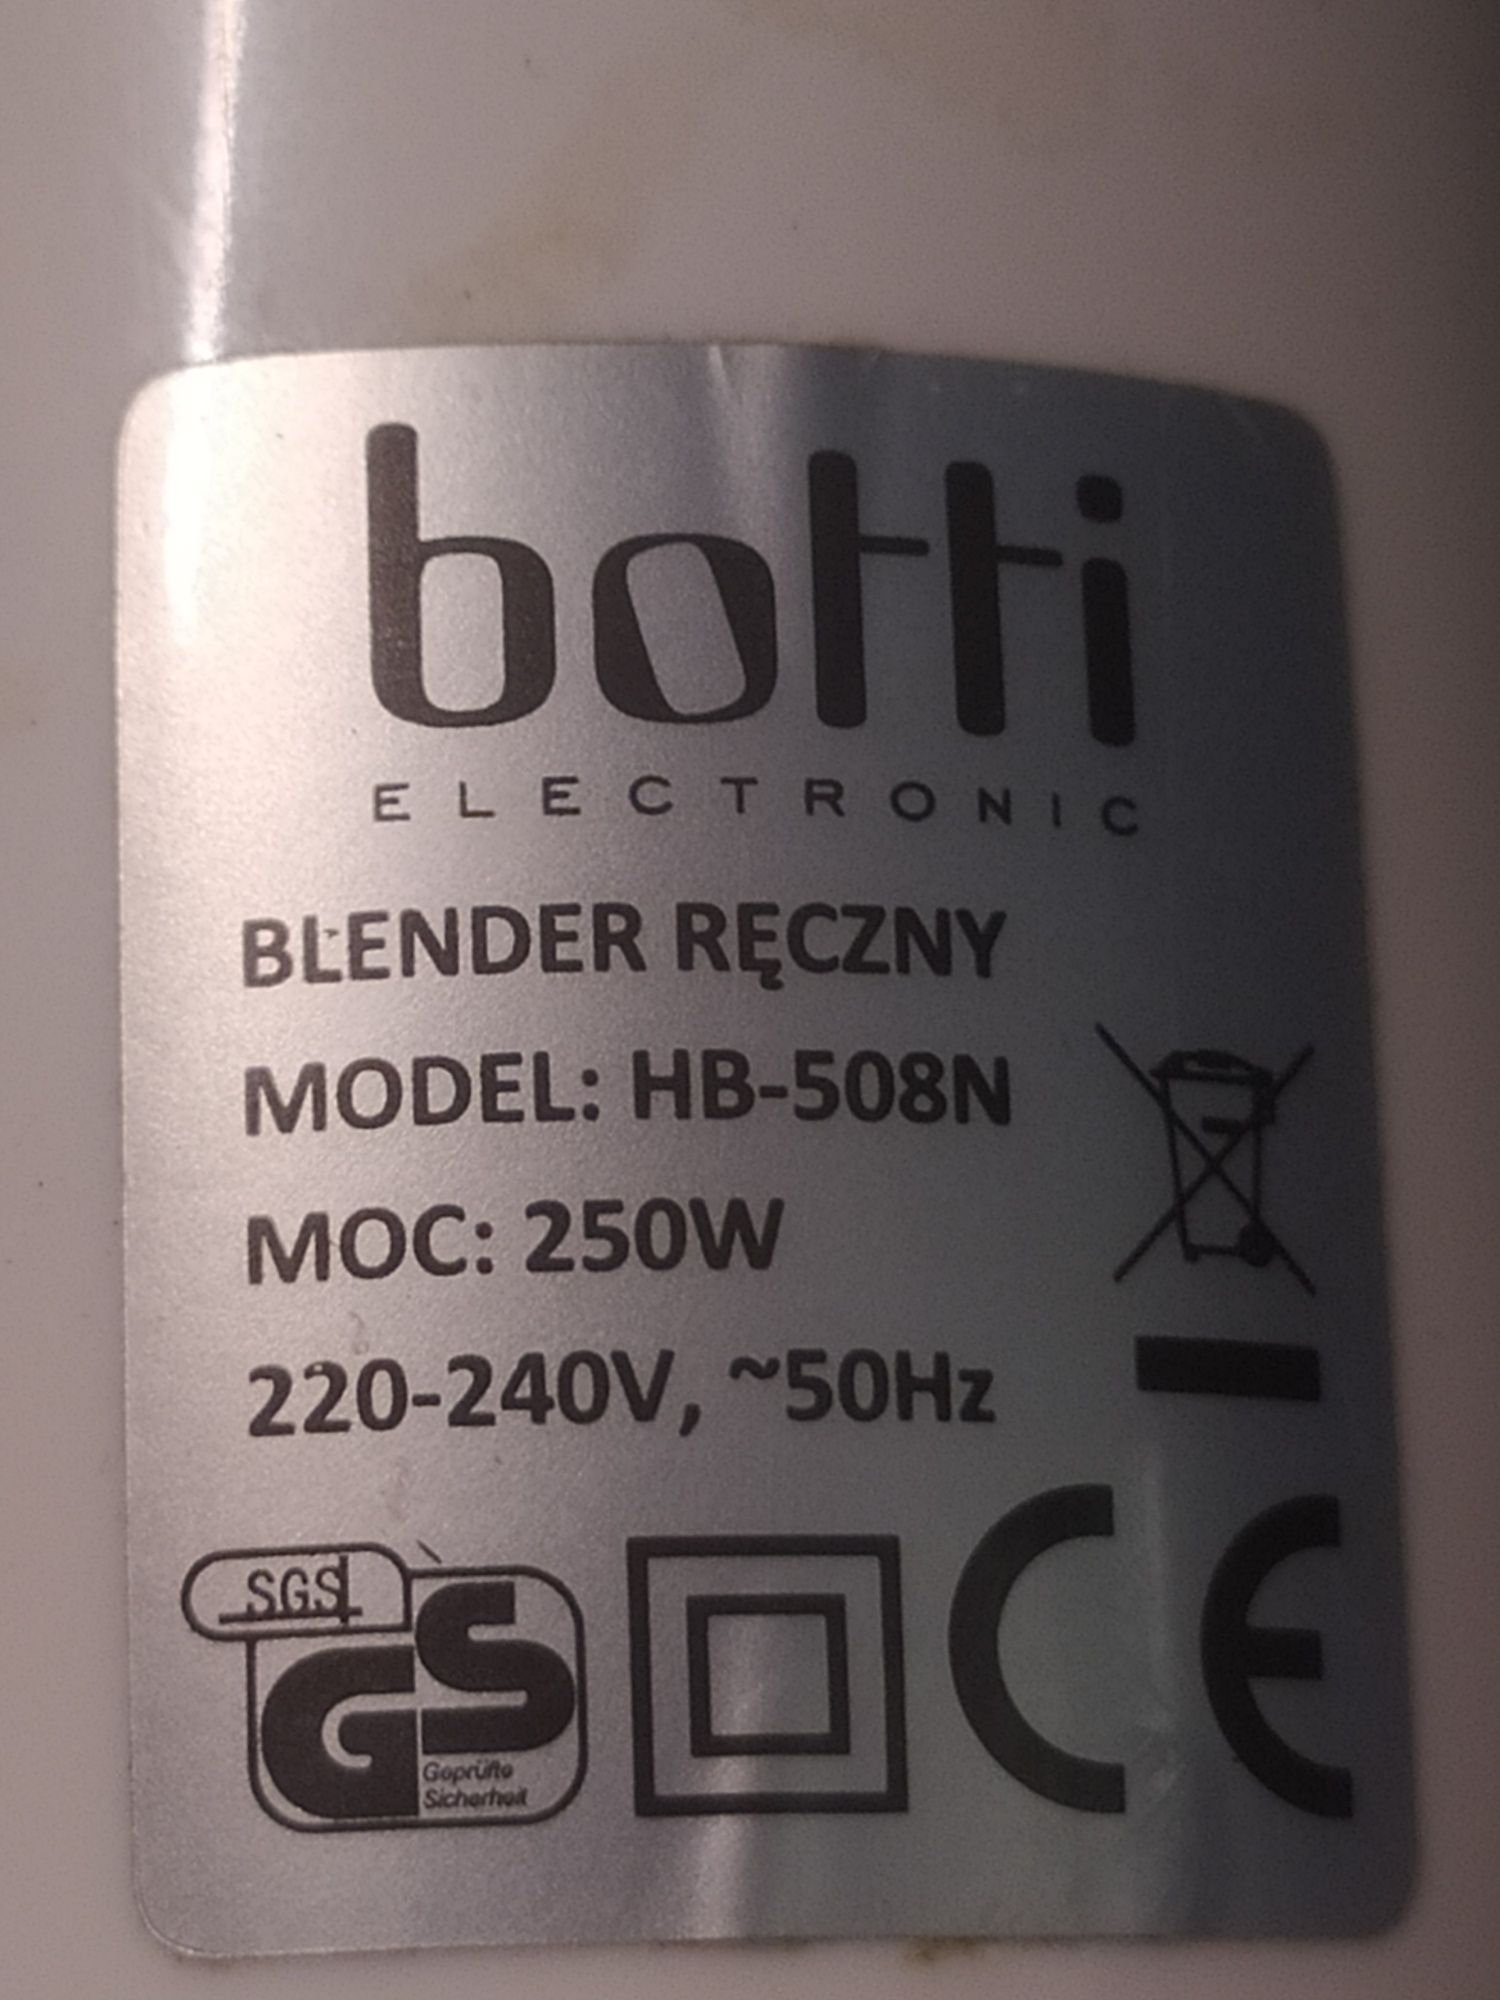 botti
ELECTRONIC
BLENDER RĘCZNY
MODEL: HB-508N
MOC: 250W
220-240V, ~50Hz
SGS
GS
Geprüfte
Sicherheit
CE